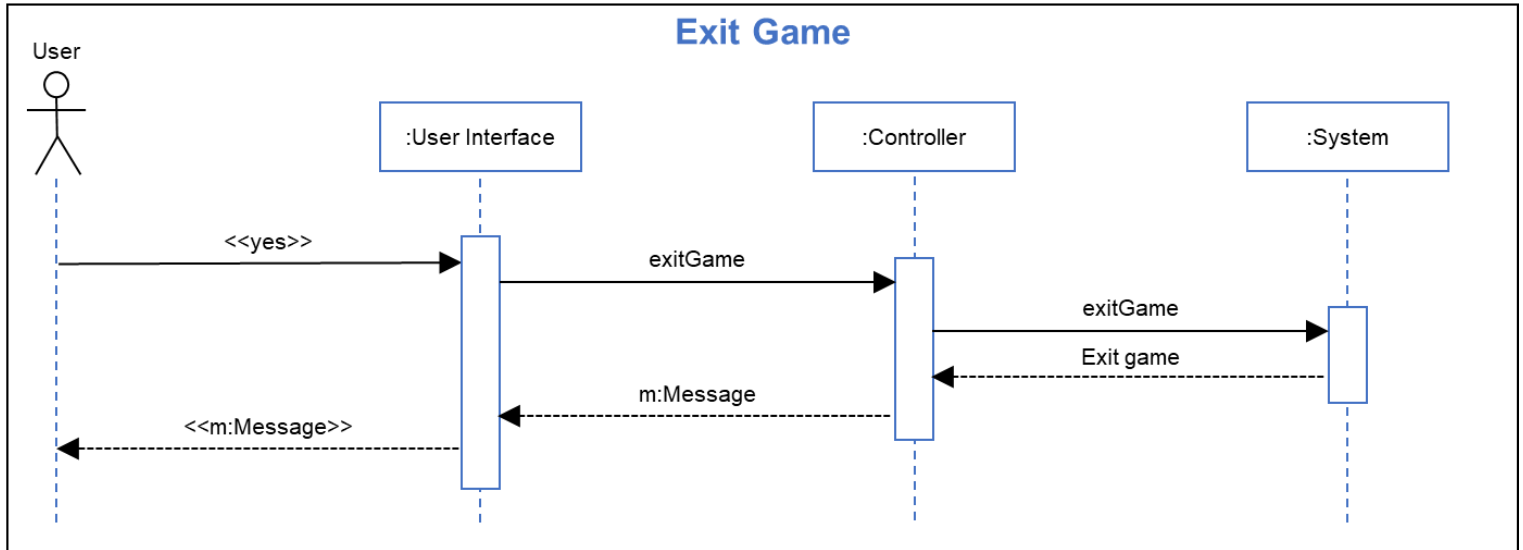 Exit Game
User
:User Interface
:Controller
:System
<<yes>>
exitGame
exitGame
Exit game
m:Message
<<m:Message>>